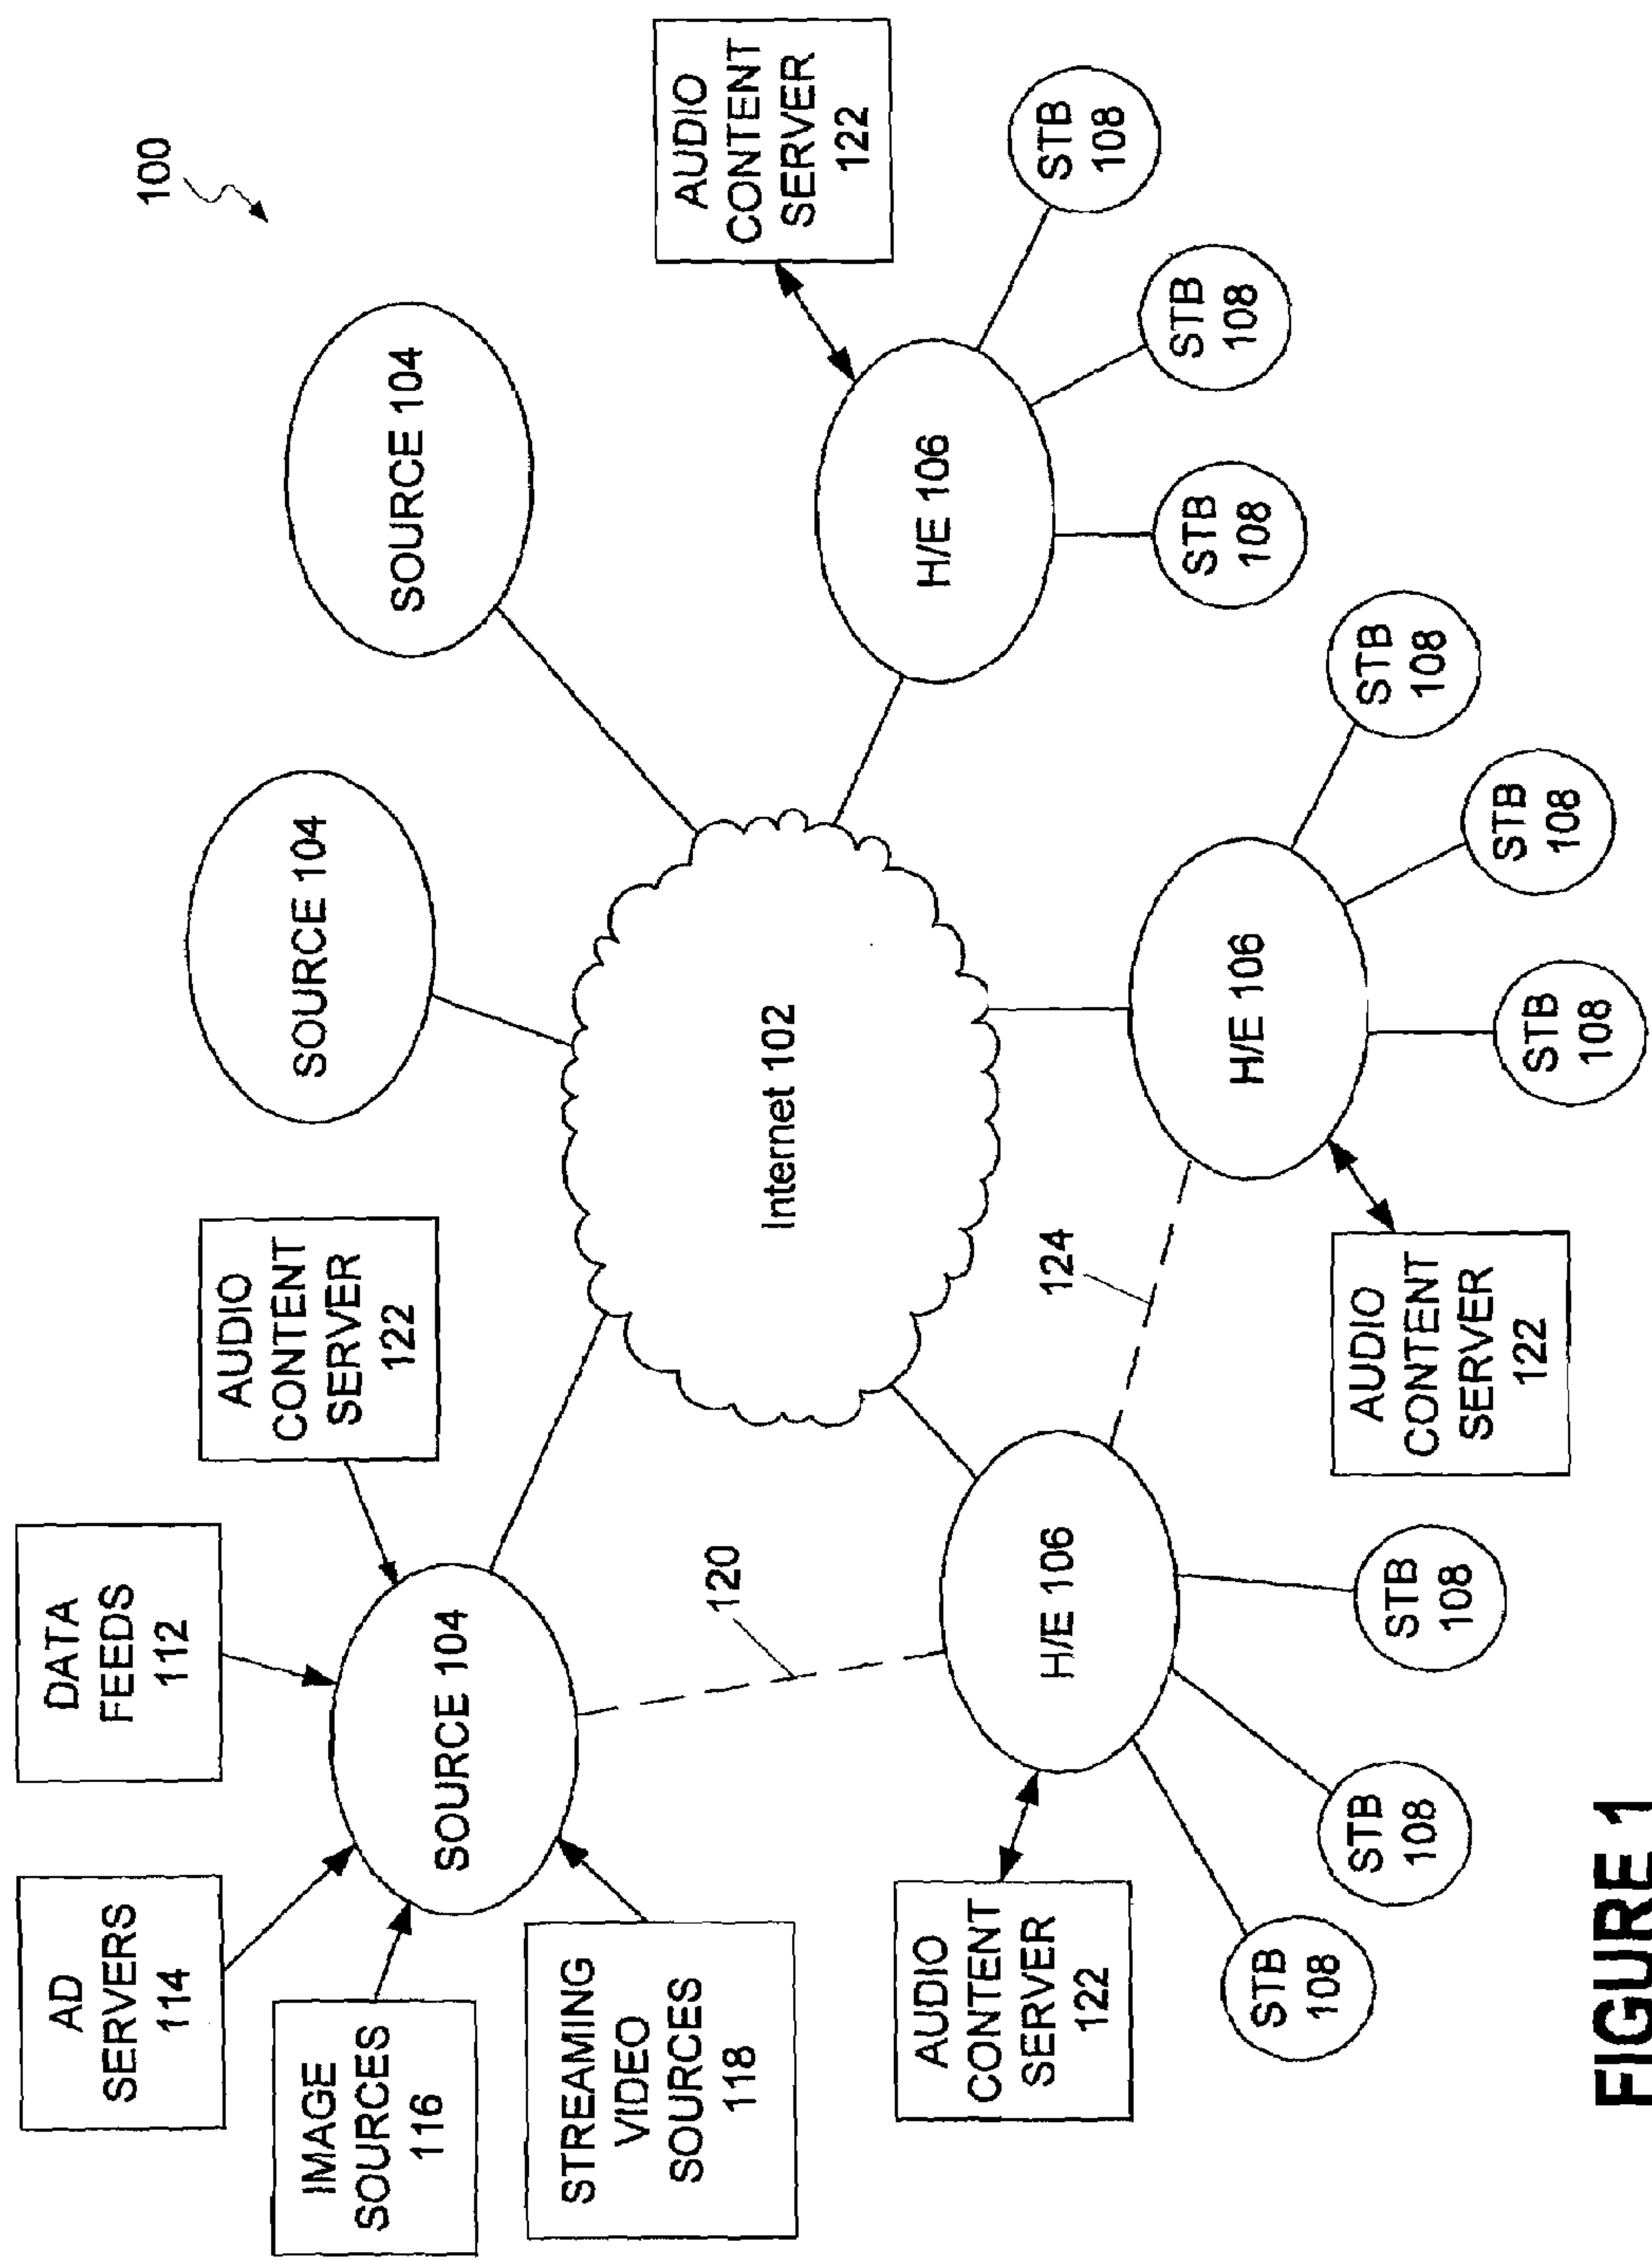 100
AD
SERVERS
114
DATA
FEEDS
112
AUDIO
CONTENT
SERVER
122
SOURCE 104
SOURCE 104
IMAGE
SOURCES
116
SOURCE 104
STREAMING
VIDEO
SOURCES
118
120
Internet 102
AUDIO
CONTENT
SERVER
122
AUDIO
CONTENT
SERVER
122
H/E 106
124
H/E 106
H/E 106
STB
108
STB
108
STB
108
AUDIO
CONTENT
SERVER
122
STB
108
STB
108
STB
108
STB
108
STB
108
STB
108
FIGURE 1